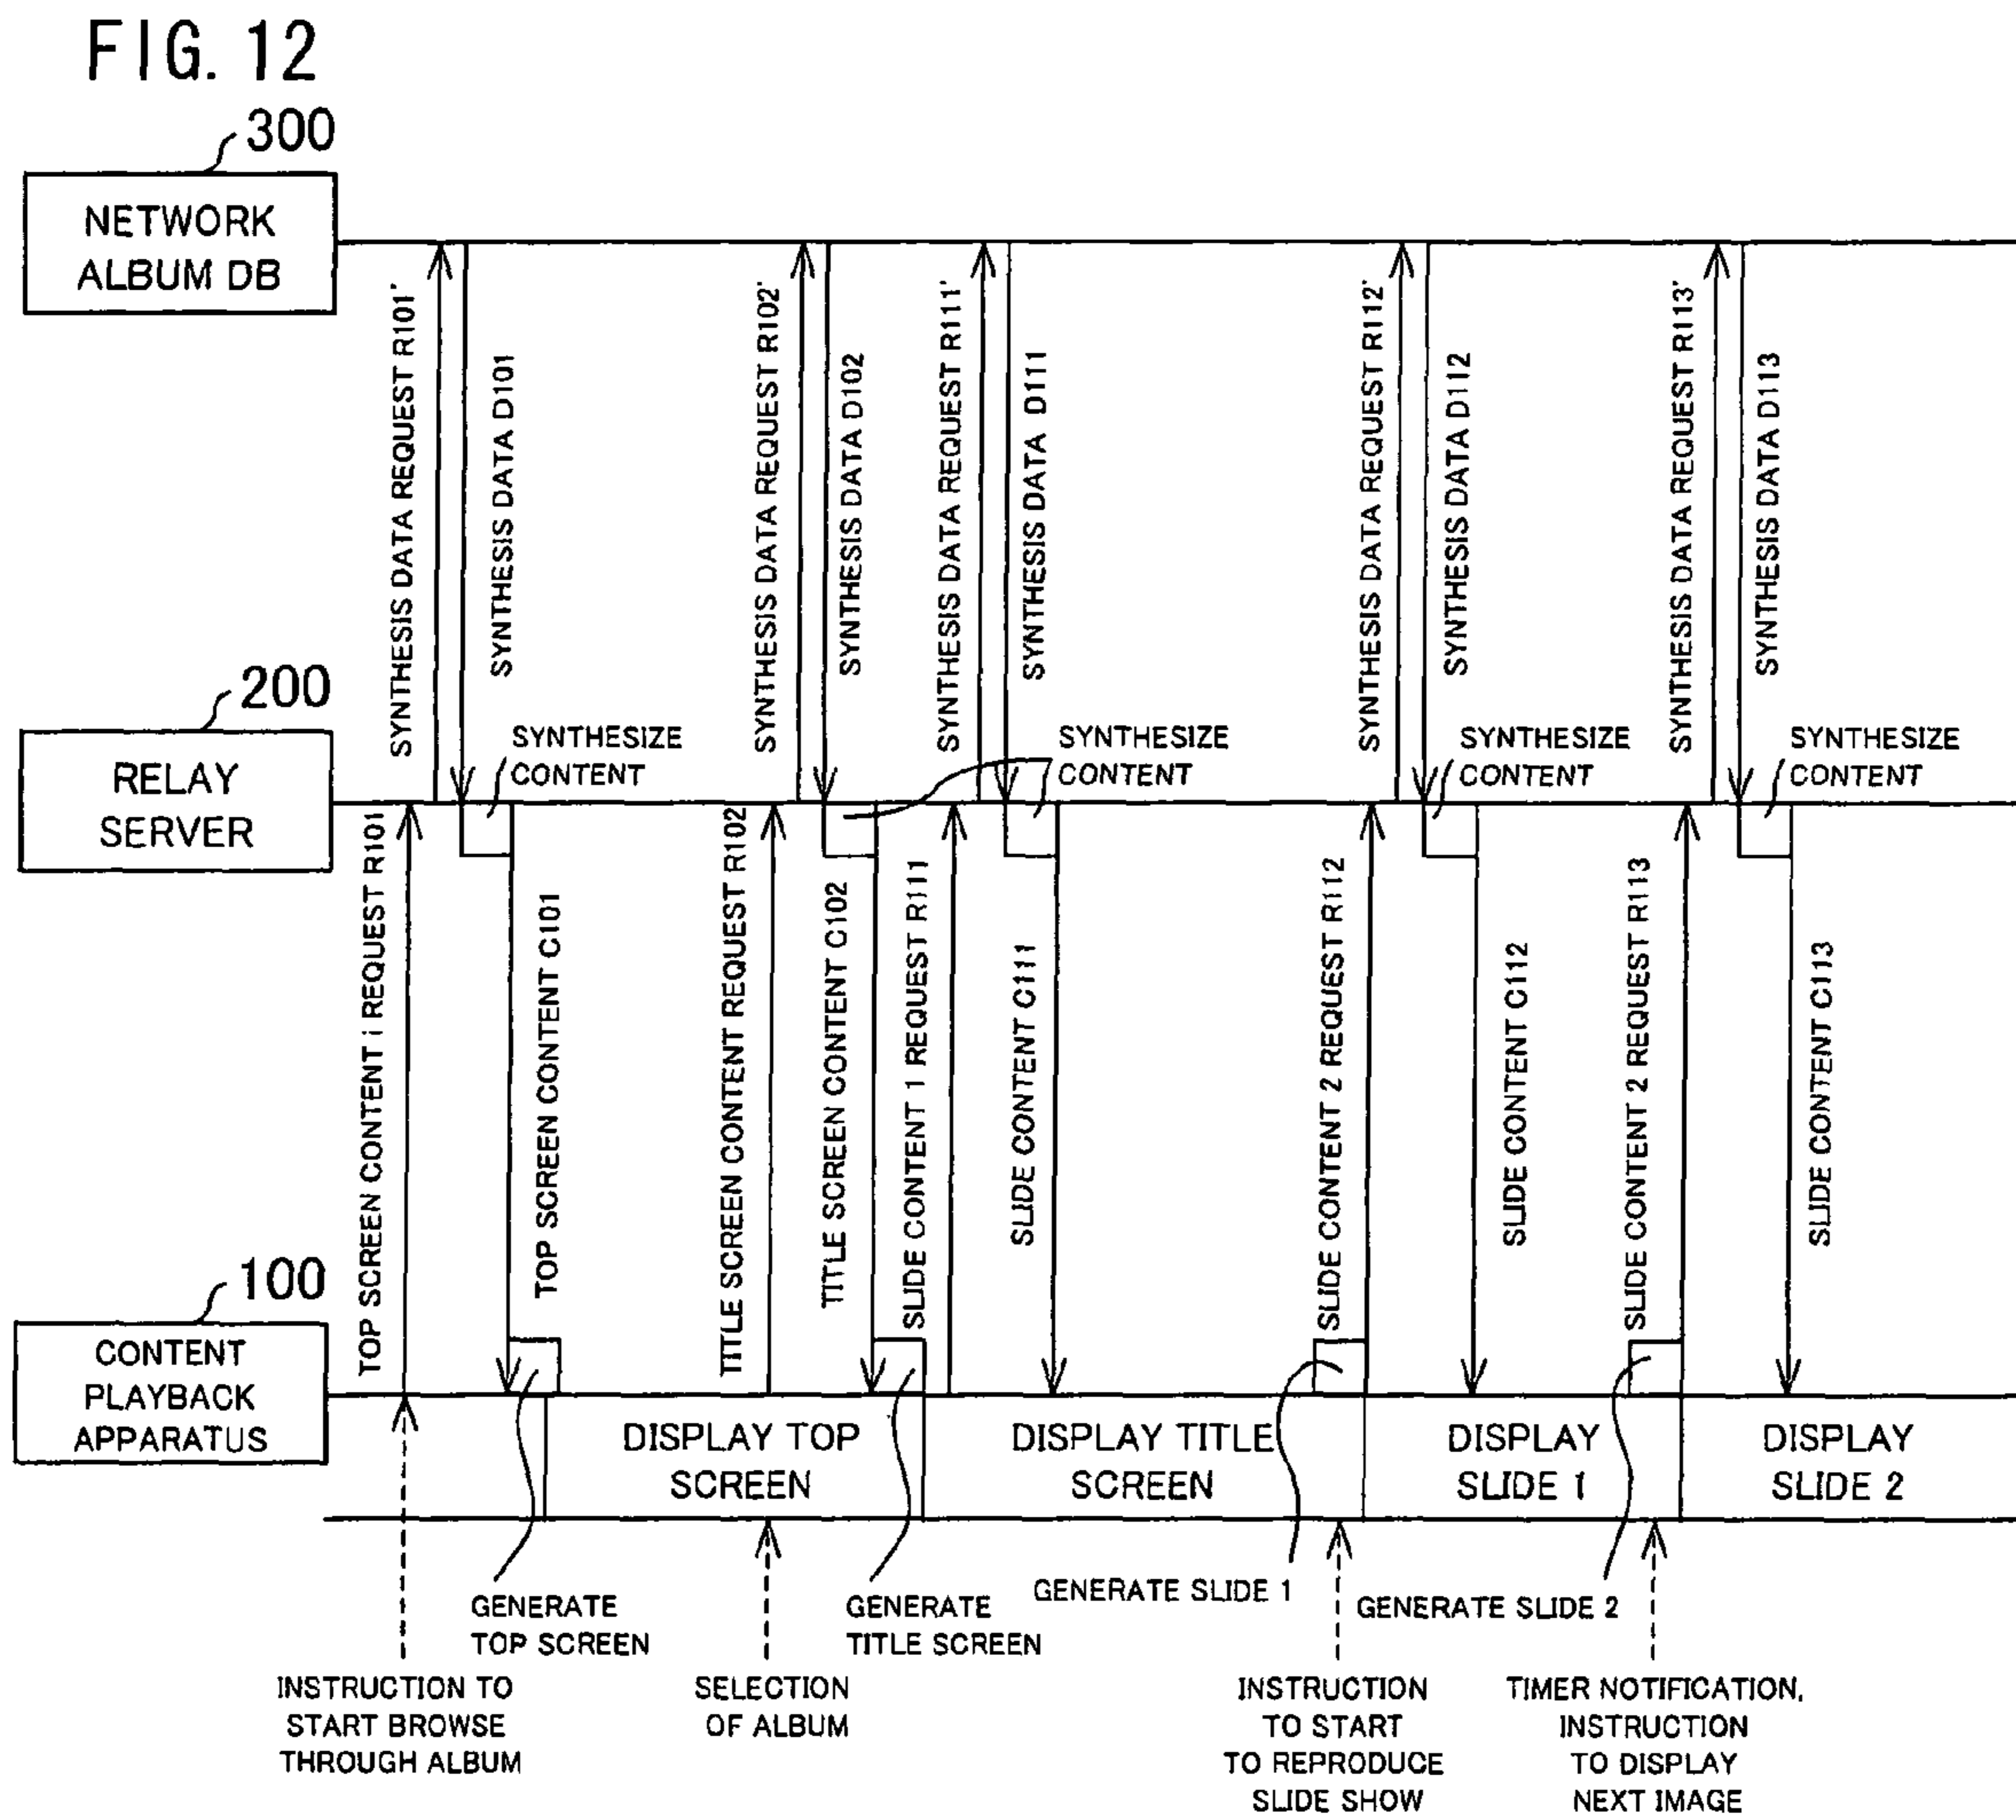 FIG. 12
300
NETWORK
ALBUM DB
SYNTHESIS DATA REQUEST R101'
SYNTHESIS DATA D101
SYNTHESIS DATA REQUEST R102'
SYNTHESIS DATA D102
SYNTHESIS DATA REQUEST R111'
SYNTHESIS DATA D111
SYNTHESIS DATA REQUEST R112'
SYNTHESIS DATA D112
SYNTHESIS DATA REQUEST R113'
SYNTHESIS DATA D113
200
RELAY
SERVER
SYNTHESIZE
CONTENT
SYNTHESIZE
CONTENT
SYNTHESIZE
CONTENT
SYNTHESIZE
CONTENT
TOP SCREEN CONTENT i REQUEST R101
TOP SCREEN CONTENT C101
TITLE SCREEN CONTENT REQUEST R102
TITLE SCREEN CONTENT C102
SLIDE CONTENT 1 REQUEST R111
SLIDE CONTENT C111
SLIDE CONTENT 2 REQUEST R112
SLIDE CONTENT C112
SLIDE CONTENT 2 REQUEST R113
SLIDE CONTENT C113
100
CONTENT
PLAYBACK
APPARATUS
DISPLAY TOP
SCREEN
DISPLAY TITLE
SCREEN
DISPLAY
SLIDE 1
DISPLAY
SLIDE 2
GENERATE
TOP SCREEN
GENERATE
TITLE SCREEN
GENERATE SLIDE 1
GENERATE SLIDE 2
INSTRUCTION TO
START BROWSE
THROUGH ALBUM
SELECTION
OF ALBUM
INSTRUCTION
TO START
TO REPRODUCE
SLIDE SHOW
TIMER NOTIFICATION,
INSTRUCTION
TO DISPLAY
NEXT IMAGE